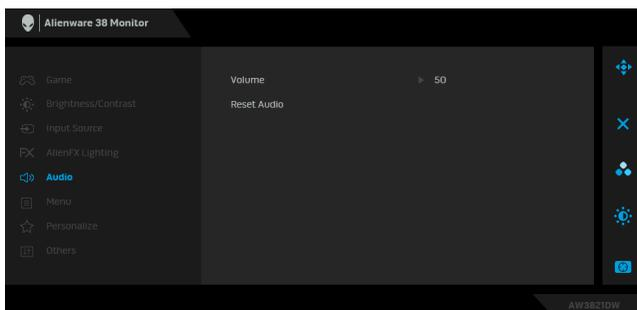 Alienware 38 Monitor
Game
Brightness/Contrast
Input Source
AlienFX Lighting
Audio
Menu
Personalize
Others
Volume 50
Reset Audio
AW3821DW